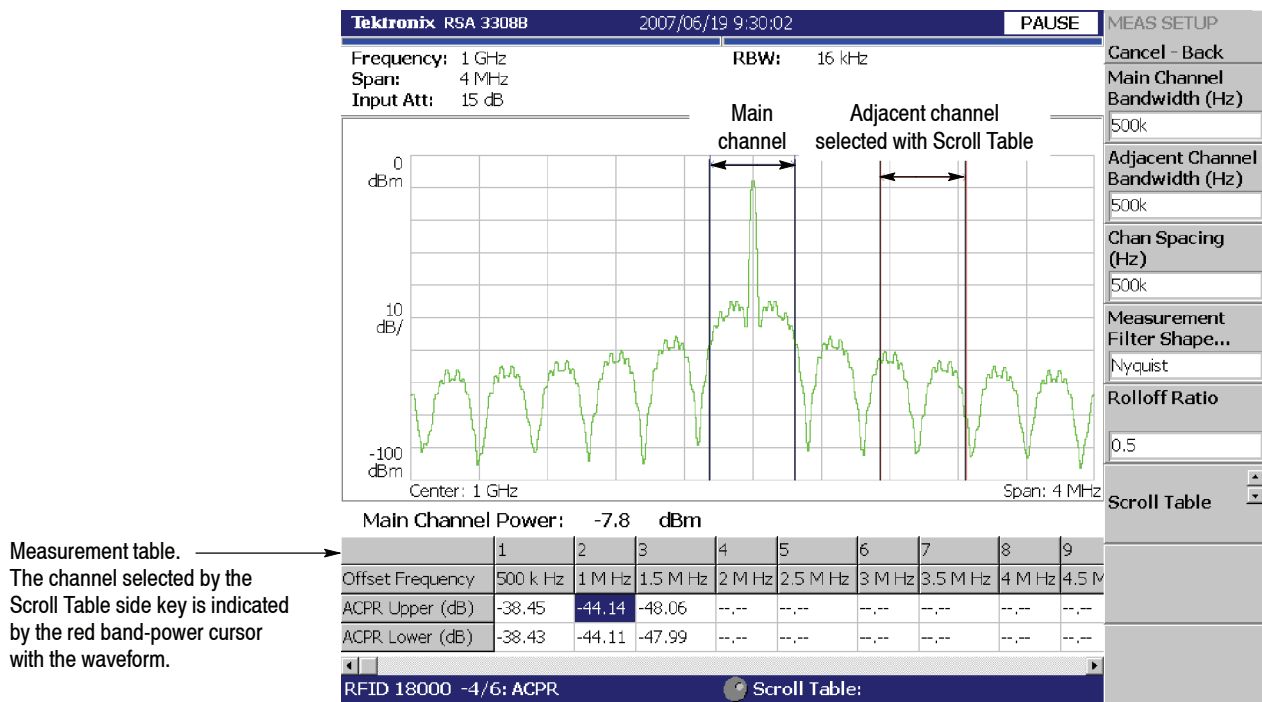 Tektronix RSA 3308B 2007/06/19 9:30:02 PAUSE
Frequency: 1 GHz RBW: 16 kHz
Span: 4 MHz
Input Att: 15 dB
Main channel
Adjacent channel selected with Scroll Table
0 dBm
10 dB/
-100 dBm
Center: 1 GHz Span: 4 MHz
Main Channel Power: -7.8 dBm
1 2 3 4 5 6 7 8 9
Offset Frequency 500 k Hz 1 M Hz 1.5 M Hz 2 M Hz 2.5 M Hz 3 M Hz 3.5 M Hz 4 M Hz 4.5 M
ACPR Upper (dB) -38.45 -44.14 -48.06 --.-- --.-- --.-- --.-- --.-- --.--
ACPR Lower (dB) -38.43 -44.11 -47.99 --.-- --.-- --.-- --.-- --.-- --.--
RFID 18000 -4/6: ACPR Scroll Table:
MEAS SETUP
Cancel - Back
Main Channel
Bandwidth (Hz)
500k
Adjacent Channel
Bandwidth (Hz)
500k
Chan Spacing
(Hz)
500k
Measurement
Filter Shape...
Nyquist
Rolloff Ratio
0.5
Scroll Table
Measurement table.
The channel selected by the
Scroll Table side key is indicated
by the red band-power cursor
with the waveform.